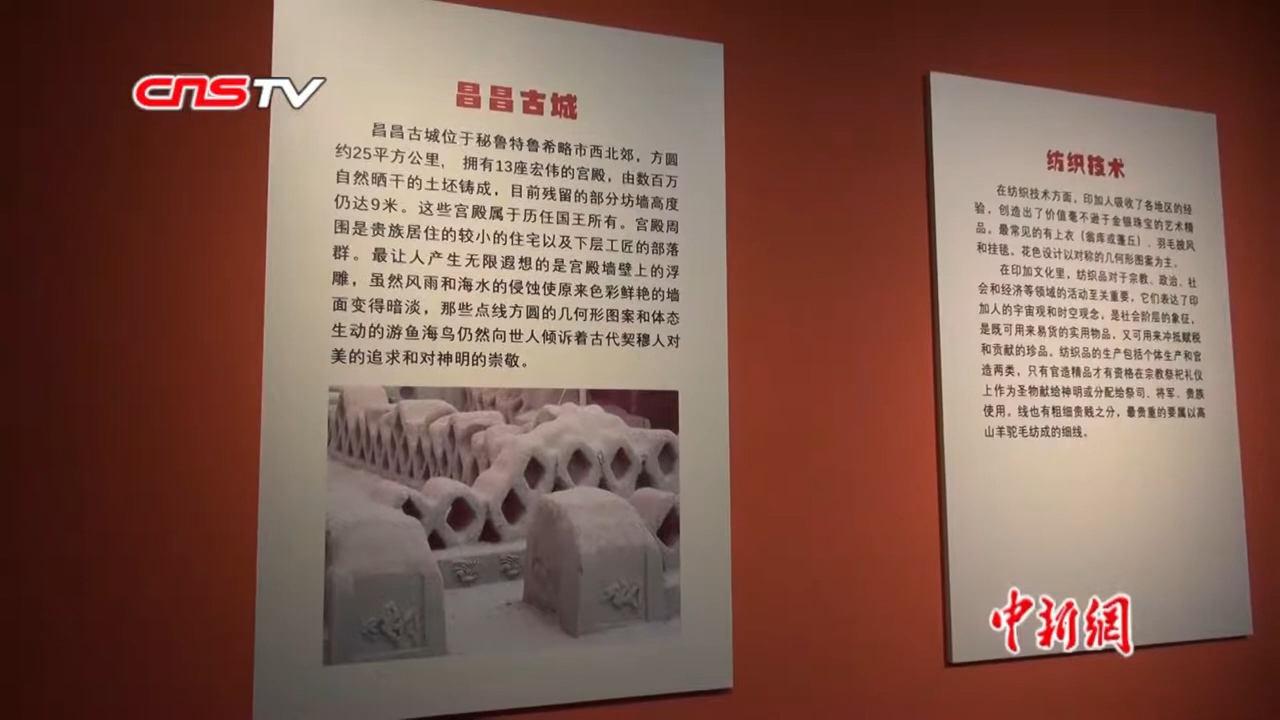 CNSTV
昌昌古城
昌昌古城位于秘鲁特鲁希略市西北郊，方圆
约25平方公里， 拥有13座宏伟的宫殿，由数百万
自然晒干的土坯铸成，目前残留的部分坊墙高度
仍达9米。这些宫殿属于历任国王所有。宫殿周
围是贵族居住的较小的住宅以及下层工匠的部落
群。最让人产生无限遐想的是宫殿墙壁上的浮
雕，虽然风雨和海水的侵蚀使原来色彩鲜艳的墙
面变得暗淡，那些点线方圆的几何形图案和体态
生动的游鱼海鸟仍然向世人倾诉着古代契穆人对
美的追求和对神明的崇敬。
纺织技术
在纺织技术方面，印加人吸收了各地区的经
验，创造出了价值毫不逊于金银珠宝的艺术精
品。最常见的有上衣（翁库或蓬丘）、羽毛披风
和挂毯。花色设计以对称的几何形图案为主。
在印加文化里，纺织品对于宗教、政治、社
会和经济等领域的活动至关重要，它们表达了印
加人的宇宙观和时空观念，是社会阶层的象征，
是既可用来易货的实用物品，又可用来冲抵赋税
和贡献的珍品。纺织品的生产包括个体生产和官
造两类，只有官造精品才有资格在宗教祭祀礼仪
上作为圣物献给神明或分配给祭司、将军、贵族
使用。线也有粗细贵贱之分，最贵重的要属以高
山羊驼毛纺成的细线。
中新網